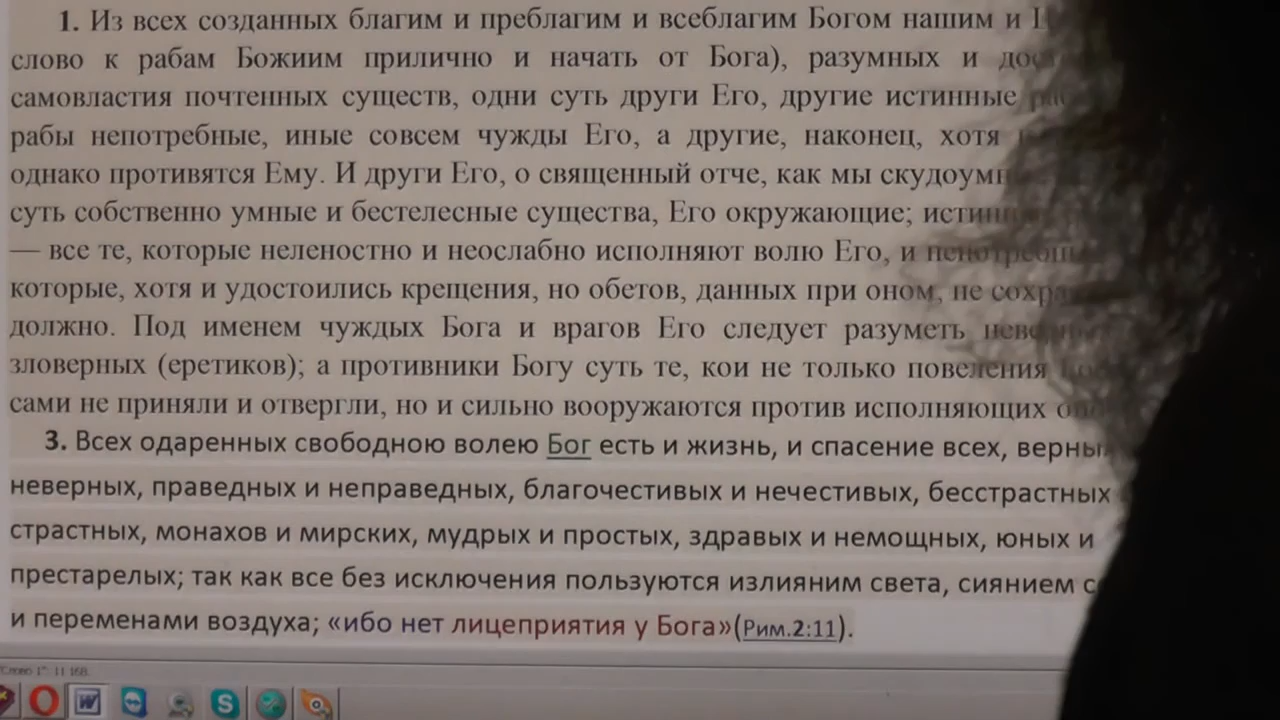 1. Из всех созданных благим и преблагим и всеблагим Богом нашим и
слово к рабам Божиим прилично и начать от Бога), разумных и
самовластия почтенных существ, одни суть други Его, другие истинные
рабы непотребные, иные совсем чужды Его, а другие, наконец, хотя
однако противятся Ему. И други Его, о священный отче, как мы
суть собственно умные и бестелесные существа, Его окружающие;
— все те, которые неленостно и неослабно исполняют волю Его, и
которые, хотя и удостоились крещения, но обетов, данных при оном, не
должно. Под именем чуждых Бога и врагов Его следует разуметь
зловерных (еретиков); а противники Богу суть те, кои не только повеления
сами не приняли и отвергли, но и сильно вооружаются против исполняющих
3. Всех одаренных свободною волею Бог есть и жизнь, и спасение всех,
неверных, праведных и неправедных, благочестивых и нечестивых, бесстрастных
страстных, монахов и мирских, мудрых и простых, здравых и немощных, юных и
престарелых; так как все без исключения пользуются излияним света, сиянием
и переменами воздуха; «ибо нет лицеприятия у Бога»(Рим.2:11).